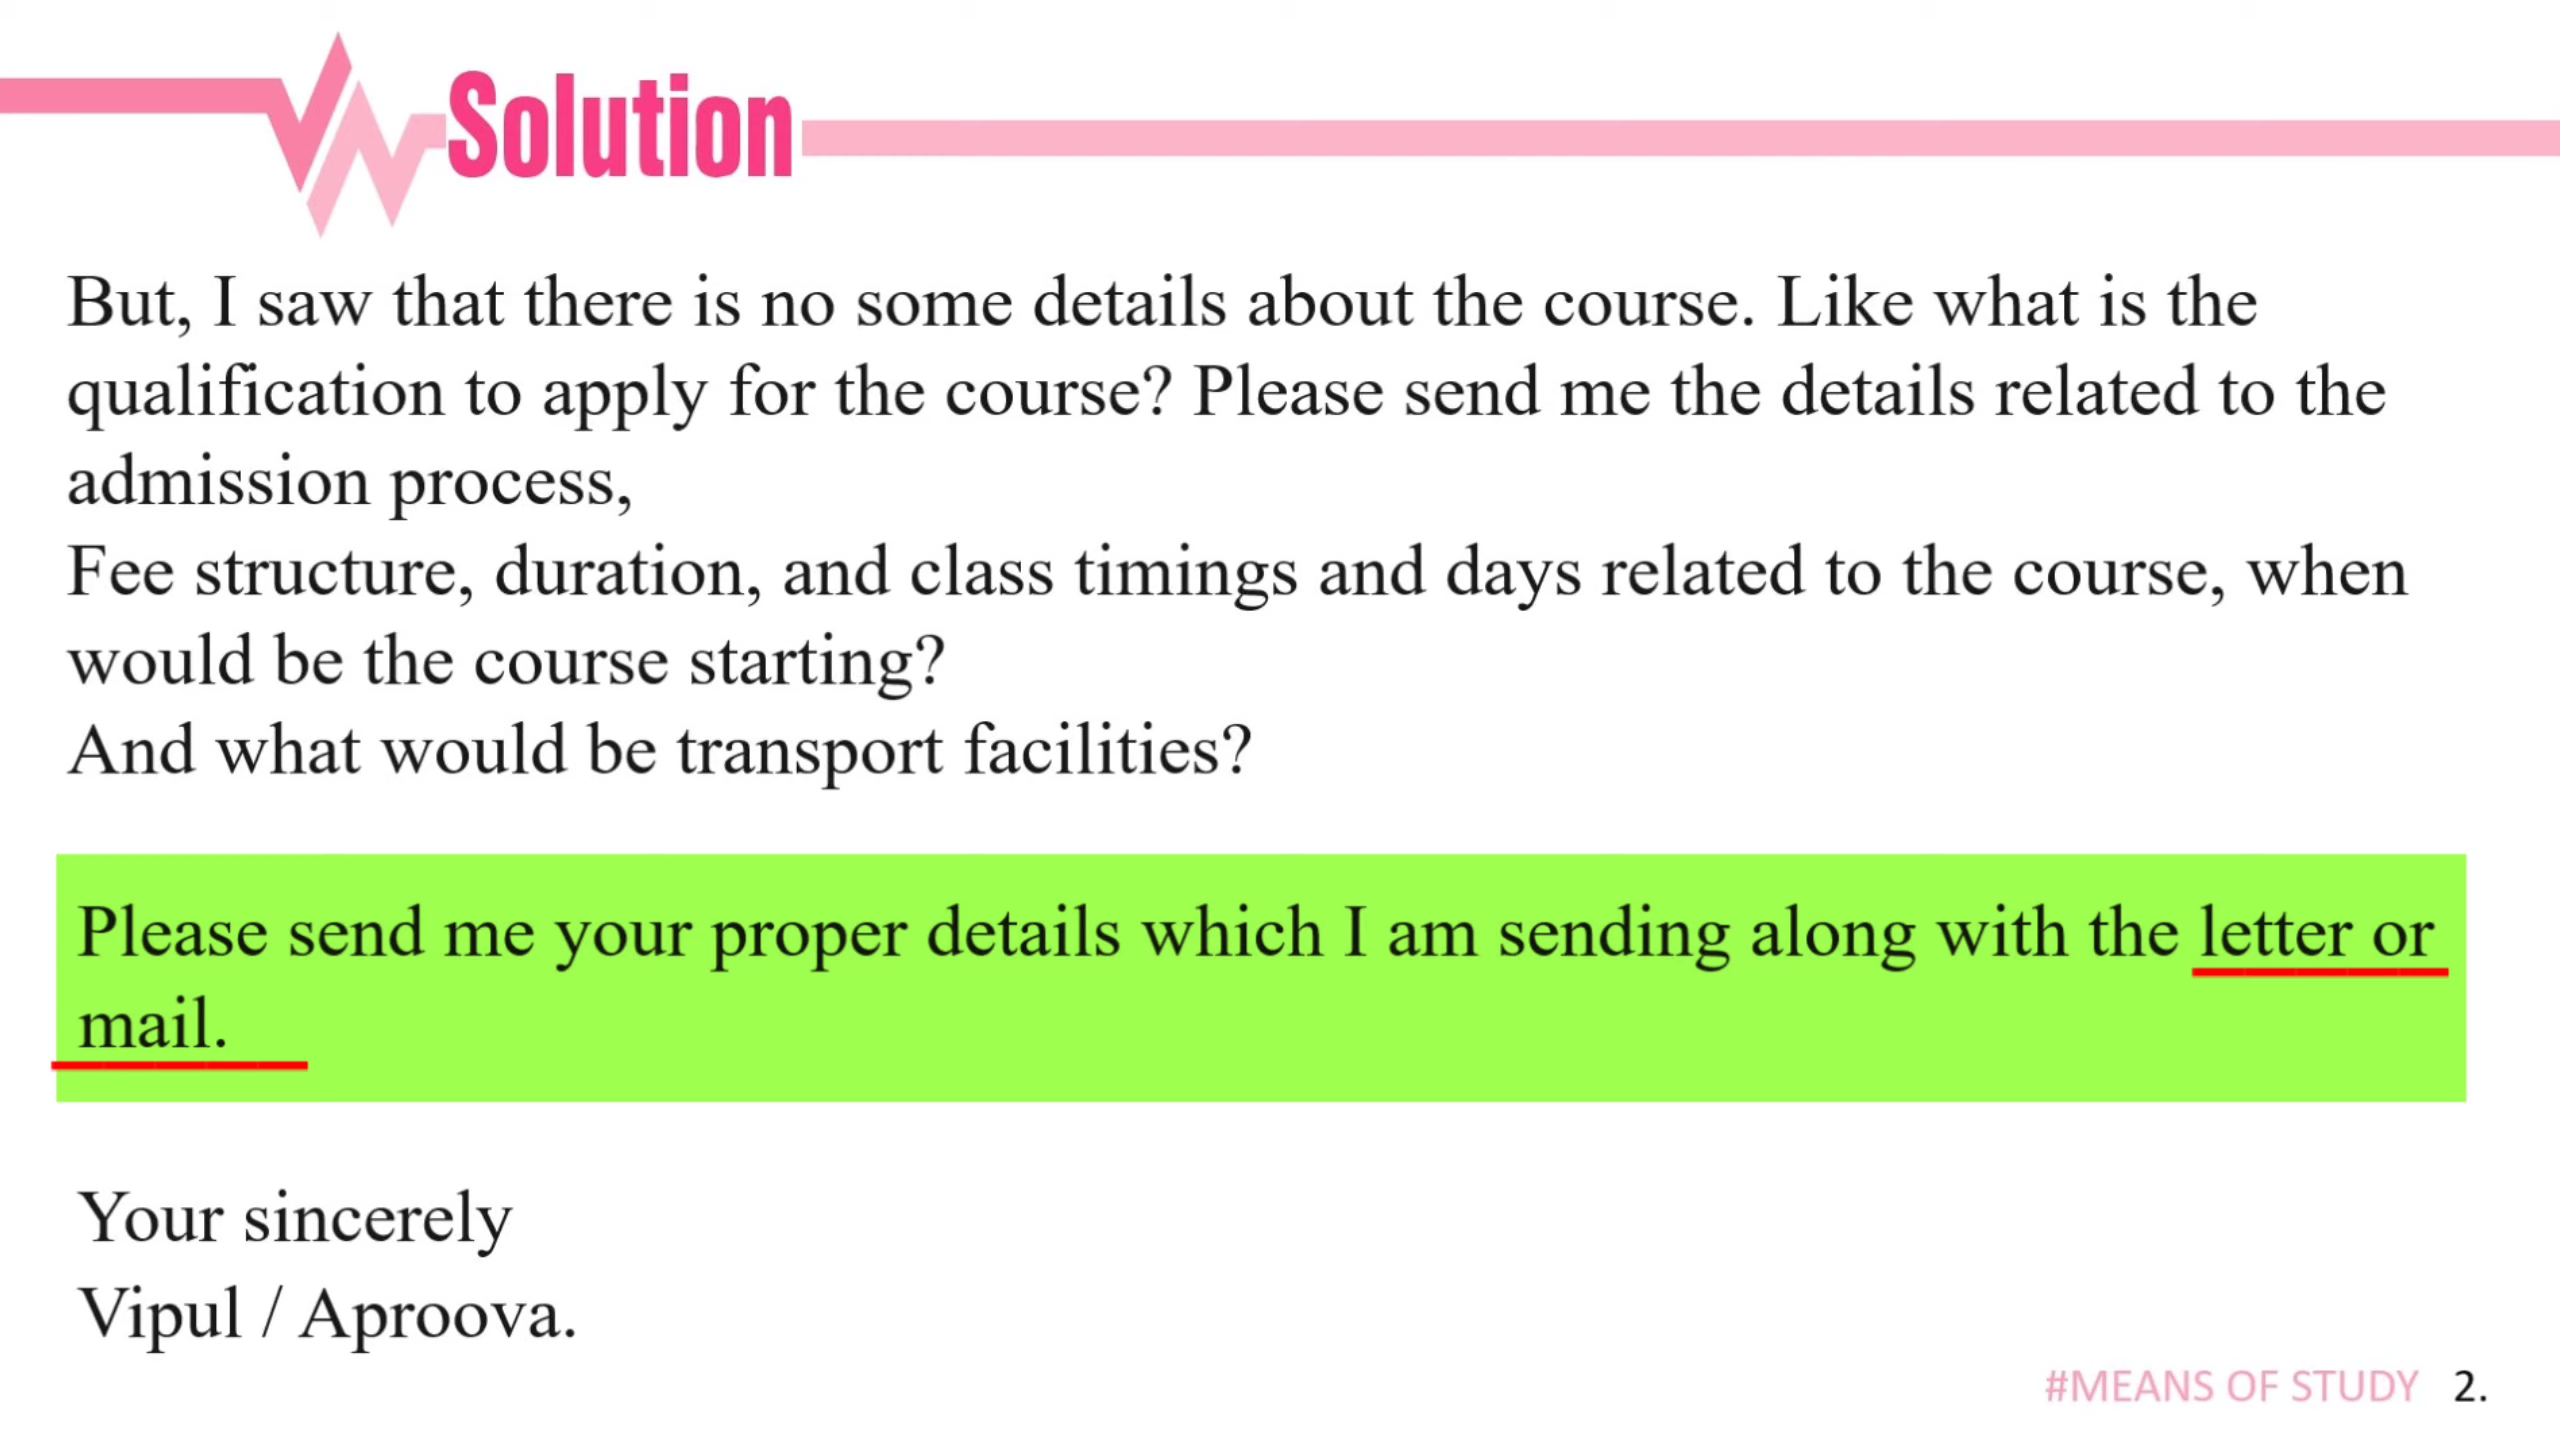 Solution
But, I saw that there is no some details about the course. Like what is the
qualification to apply for the course? Please send me the details related to the
admission process,
Fee structure, duration, and class timings and days related to the course, when
would be the course starting?
And what would be transport facilities?
Please send me your proper details which I am sending along with the letter or
mail.
Your sincerely
Vipul / Aproova.
#MEANS OF STUDY 2.